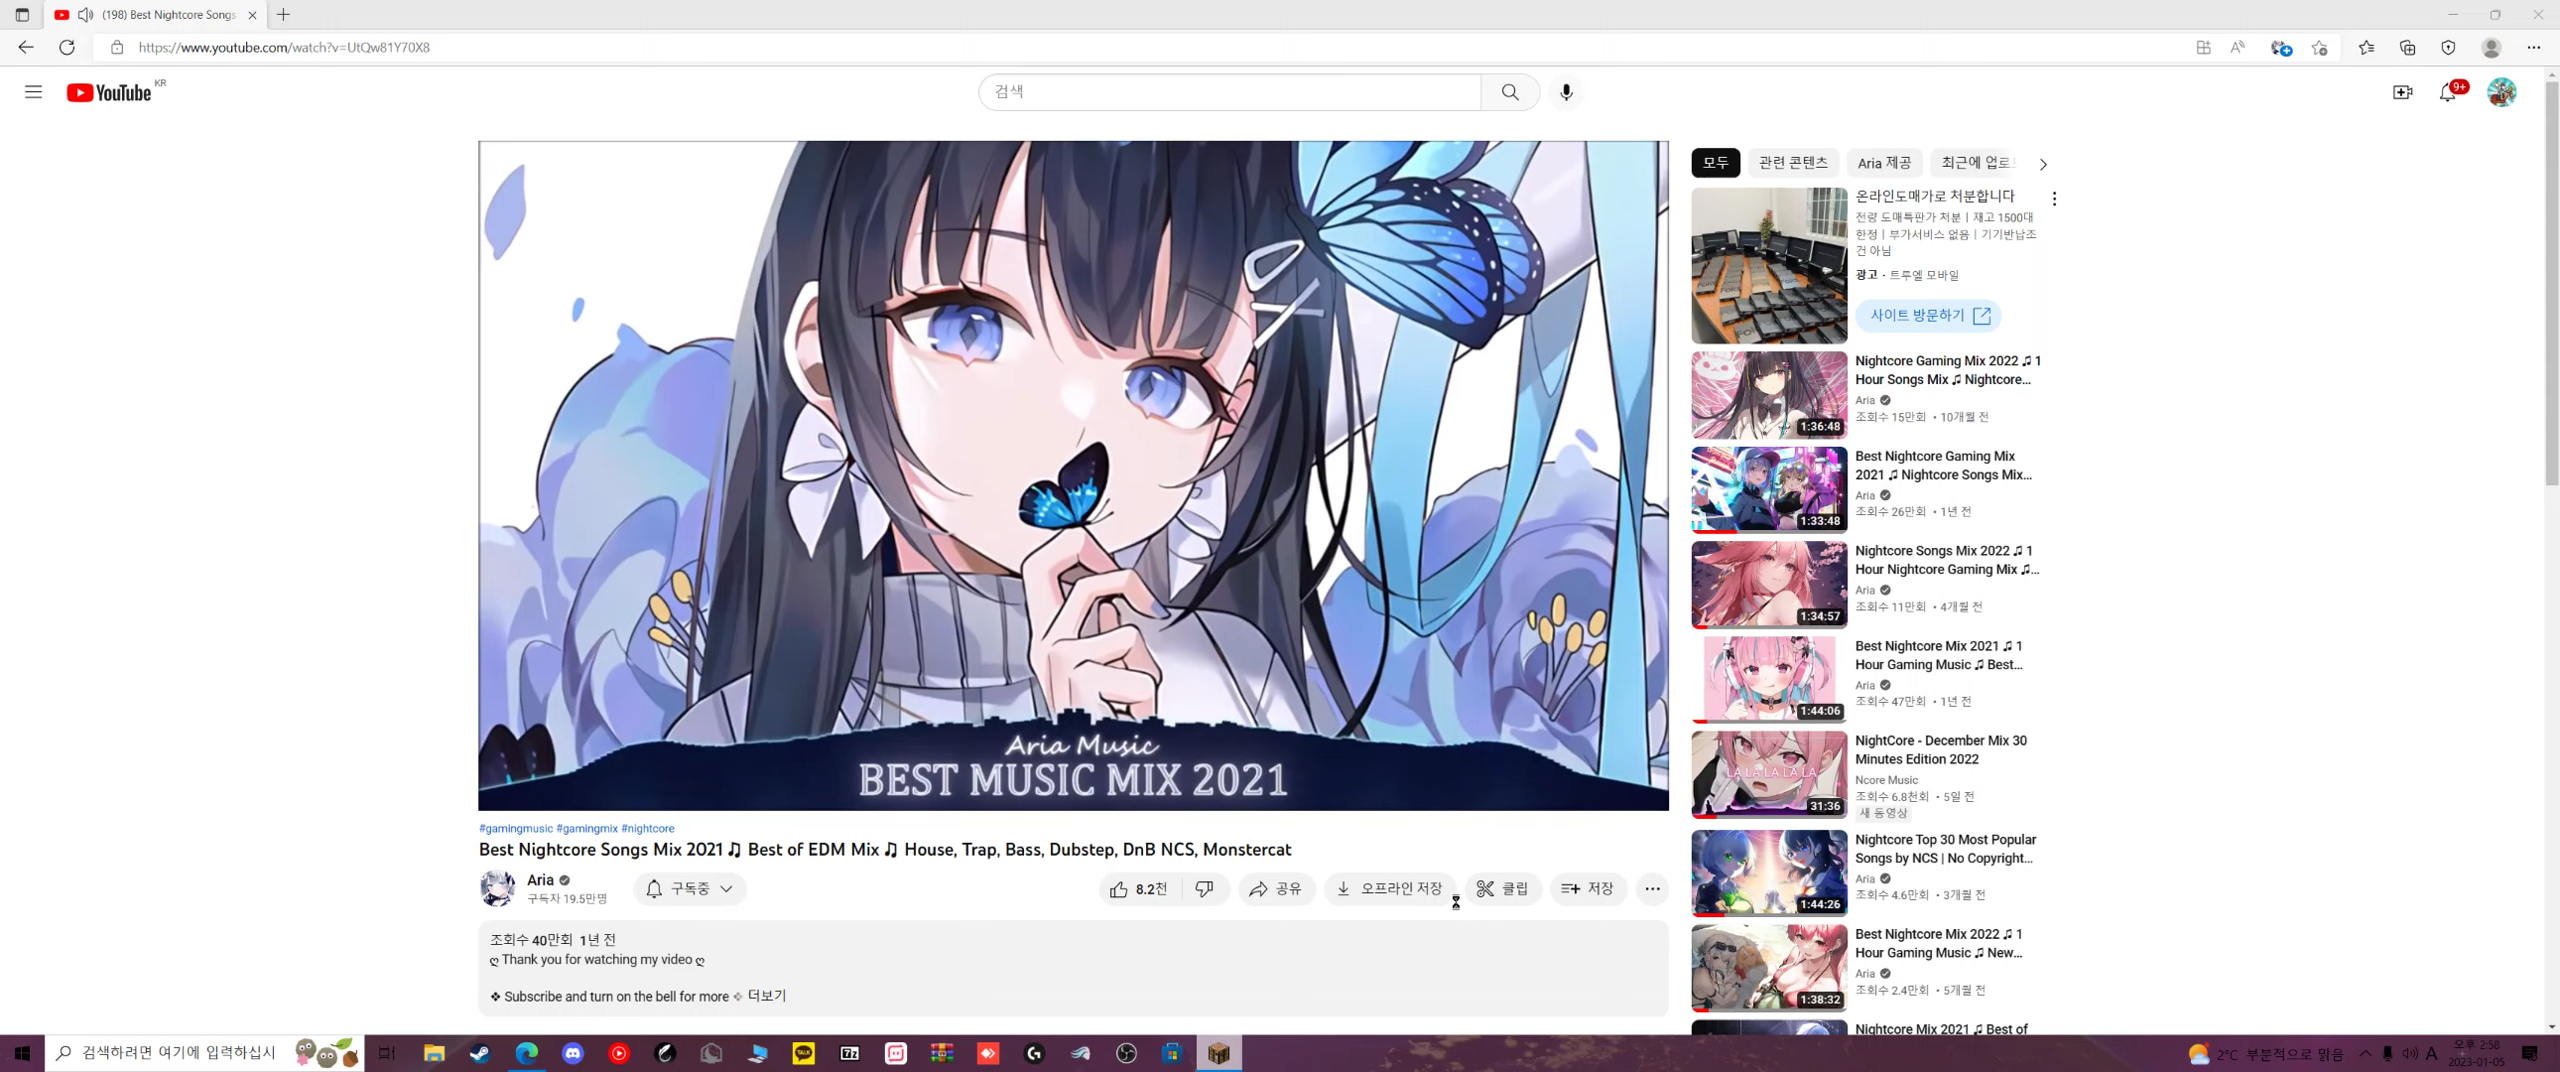 (198) Best Nightcore Songs
https://www.youtube.com/watch?v=UtQw81Y70X8
YouTube KR
검색
9+
Aria Music
BEST MUSIC MIX 2021
#gamingmusic #gamingmix #nightcore
Best Nightcore Songs Mix 2021 ♫ Best of EDM Mix ♫ House, Trap, Bass, Dubstep, DnB NCS, Monstercat
Aria
구독자 19.5만명
구독중
8.2천
공유
오프라인 저장
클립
저장
조회수 40만회 1년 전
ღ Thank you for watching my video ღ
❖ Subscribe and turn on the bell for more ❖ 더보기
모두
관련 콘텐츠
Aria 제공
최근에 업로드
온라인도매가로 처분합니다
전량 도매특판가 처분 | 재고 1500대
한정 | 부가서비스 없음 | 기기반납조
건 아님
광고 · 트루엘 모바일
사이트 방문하기
Nightcore Gaming Mix 2022 ♫ 1
Hour Songs Mix ♫ Nightcore...
Aria
조회수 15만회 • 10개월 전
1:36:48
Best Nightcore Gaming Mix
2021 ♫ Nightcore Songs Mix...
Aria
조회수 26만회 • 1년 전
1:33:48
Nightcore Songs Mix 2022 ♫ 1
Hour Nightcore Gaming Mix ♫...
Aria
조회수 11만회 • 4개월 전
1:34:57
Best Nightcore Mix 2021 ♫ 1
Hour Gaming Music ♫ Best...
Aria
조회수 47만회 • 1년 전
1:44:06
NightCore - December Mix 30
Minutes Edition 2022
Ncore Music
조회수 6.8천회 • 5일 전
새 동영상
LA LA LA LA LA
31:36
Nightcore Top 30 Most Popular
Songs by NCS | No Copyright...
Aria
조회수 4.6만회 • 3개월 전
1:44:26
Best Nightcore Mix 2022 ♫ 1
Hour Gaming Music ♫ New...
Aria
조회수 2.4만회 • 5개월 전
1:38:32
Nightcore Mix 2021 ♫ Best of
검색하려면 여기에 입력하십시
TALK
7z
2°C 부분적으로 맑음
A
오후 2:58
2023-01-05